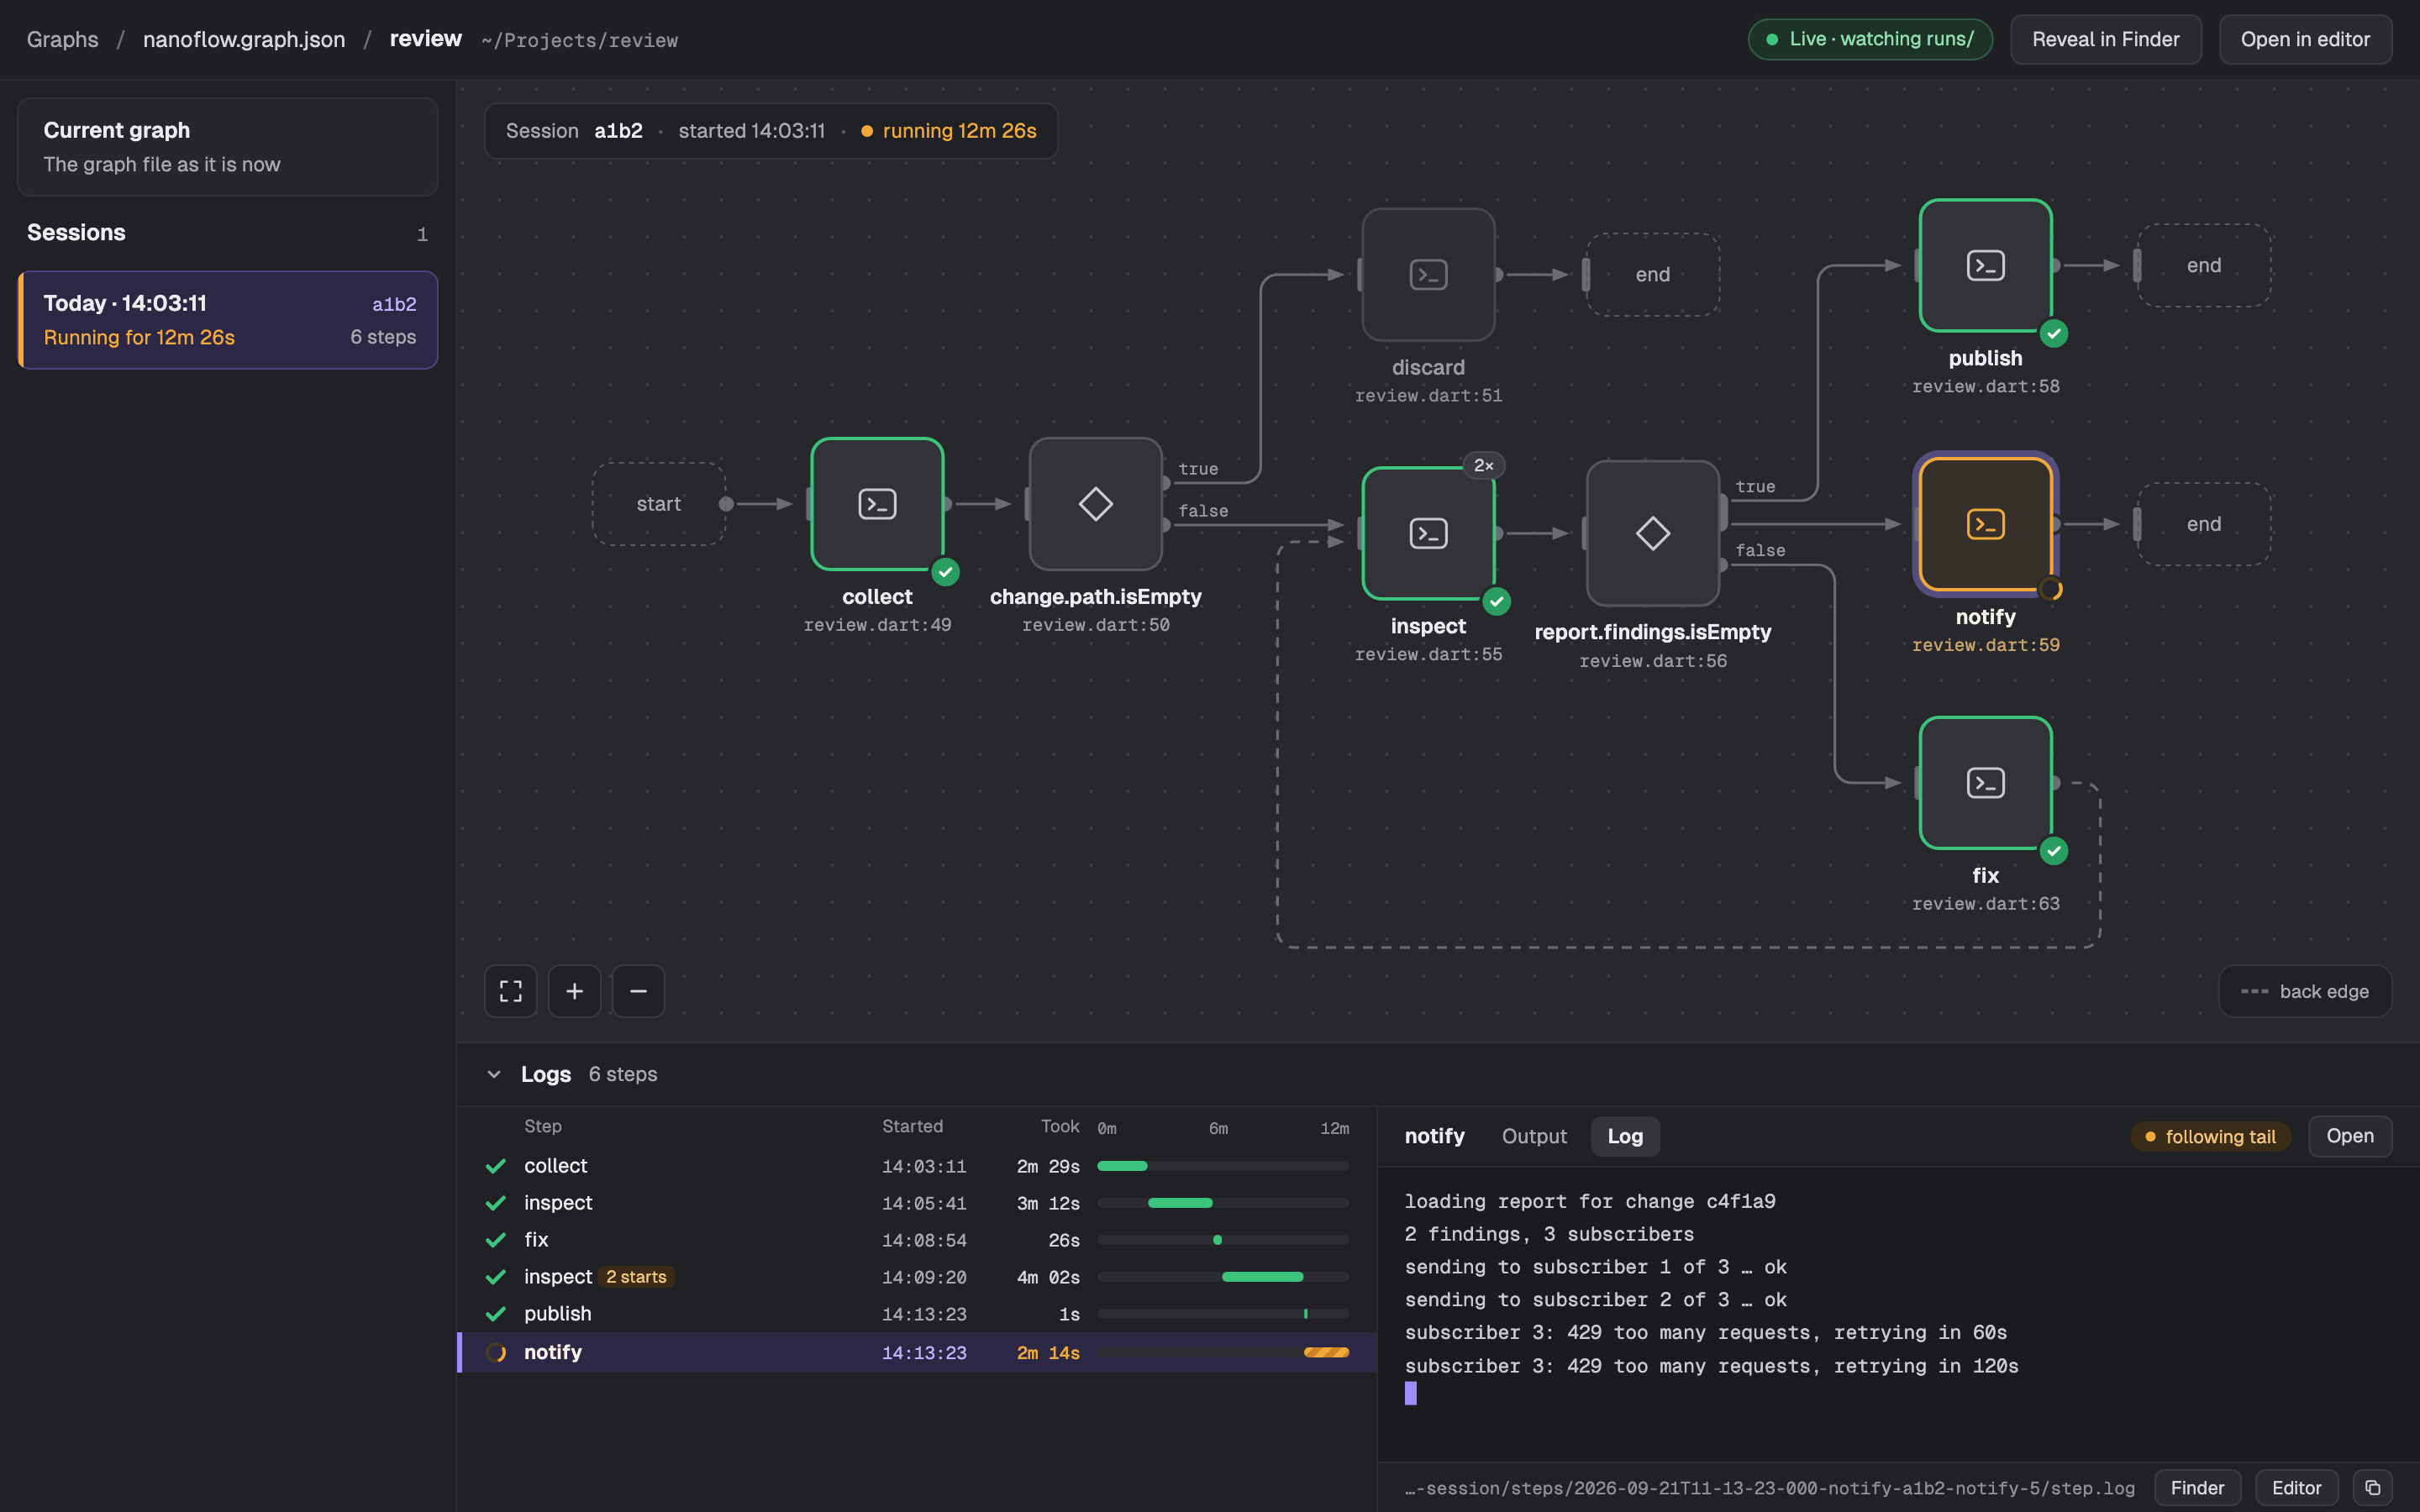 Graphs / nanoflow.graph.json / review ~/Projects/review
Live · watching runs/
Reveal in Finder
Open in editor
Current graph
The graph file as it is now
Sessions 1
Today · 14:03:11 a1b2
Running for 12m 26s 6 steps
Session a1b2 · started 14:03:11 · running 12m 26s
start
collect
review.dart:49
change.path.isEmpty
review.dart:50
true
false
discard
review.dart:51
end
2×
inspect
review.dart:55
report.findings.isEmpty
review.dart:56
true
false
publish
review.dart:58
end
notify
review.dart:59
end
fix
review.dart:63
back edge
Logs 6 steps
Step Started Took 0m 6m 12m
collect 14:03:11 2m 29s
inspect 14:05:41 3m 12s
fix 14:08:54 26s
inspect 2 starts 14:09:20 4m 02s
publish 14:13:23 1s
notify 14:13:23 2m 14s
notify Output Log following tail Open
loading report for change c4f1a9
2 findings, 3 subscribers
sending to subscriber 1 of 3 … ok
sending to subscriber 2 of 3 … ok
subscriber 3: 429 too many requests, retrying in 60s
subscriber 3: 429 too many requests, retrying in 120s
…-session/steps/2026-09-21T11-13-23-000-notify-a1b2-notify-5/step.log Finder Editor